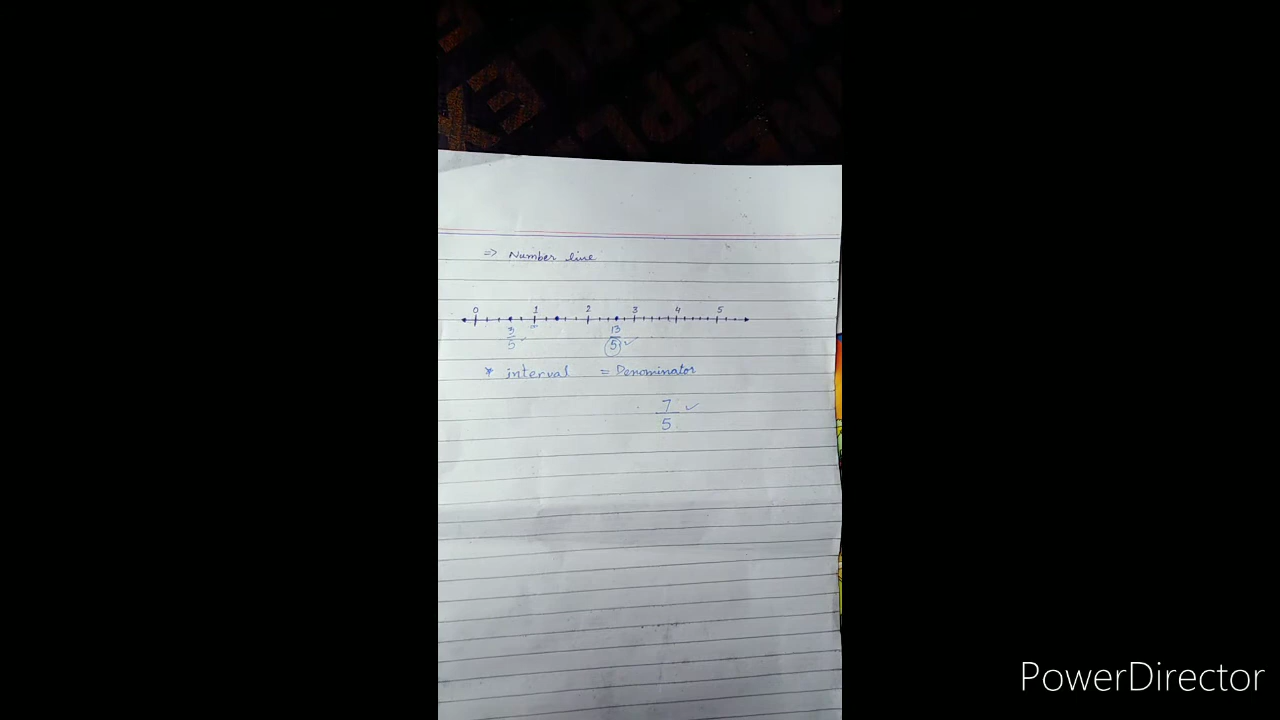 ⇒ Number line
0 1 2 3 4 5
3/5 ✓ 13/5 ✓
* interval = Denominator
7/5 ✓
PowerDirector